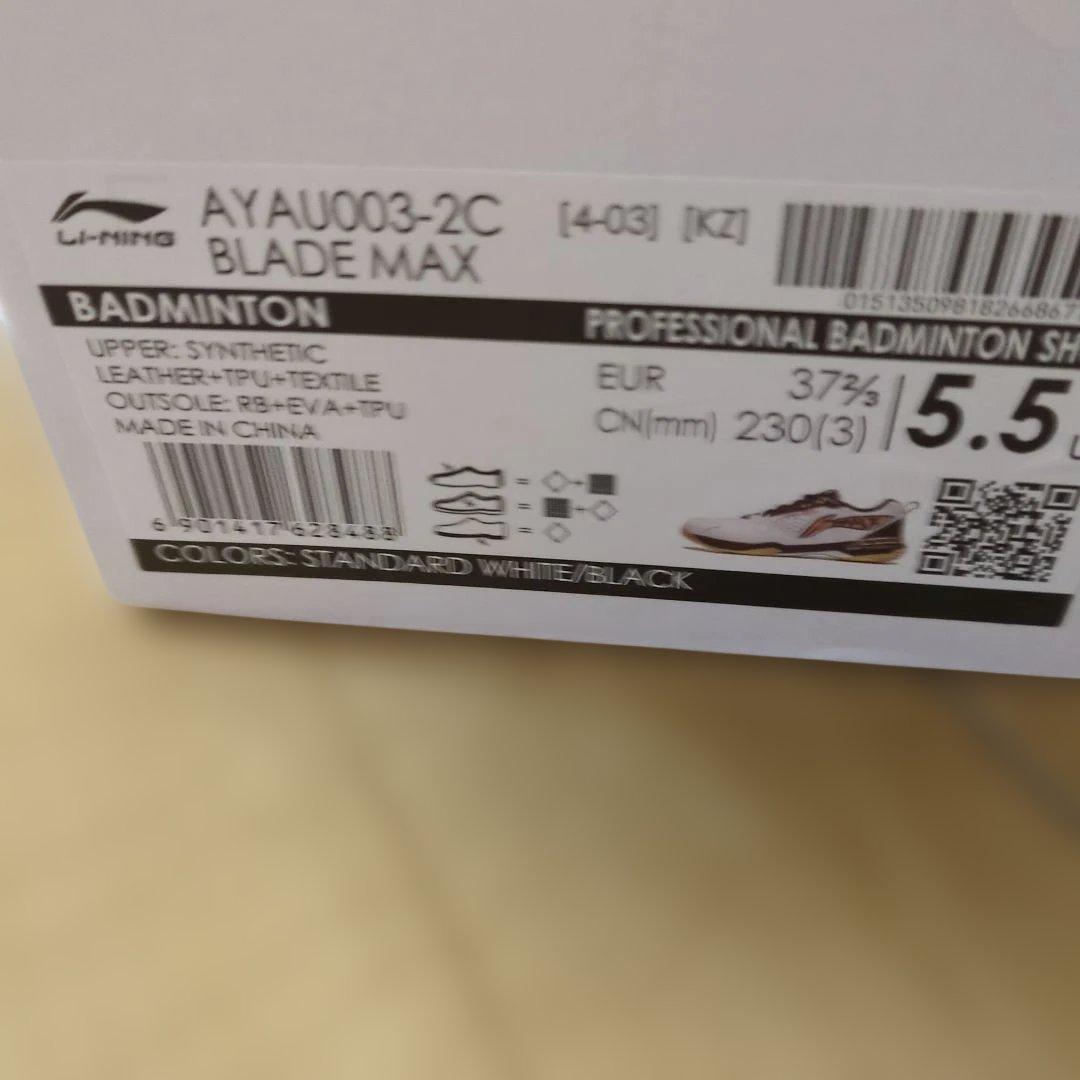 LI-NING
AYAU003-2C [4-03] [KZ]
BLADE MAX
01513509818266867
BADMINTON
PROFESSIONAL BADMINTON SH
UPPER: SYNTHETIC
LEATHER+TPU+TEXTILE
OUTSOLE: RB+EVA+TPU
MADE IN CHINA
EUR 37⅔
CN(mm) 230(3)
5.5
6 901417 628488
COLORS: STANDARD WHITE/BLACK